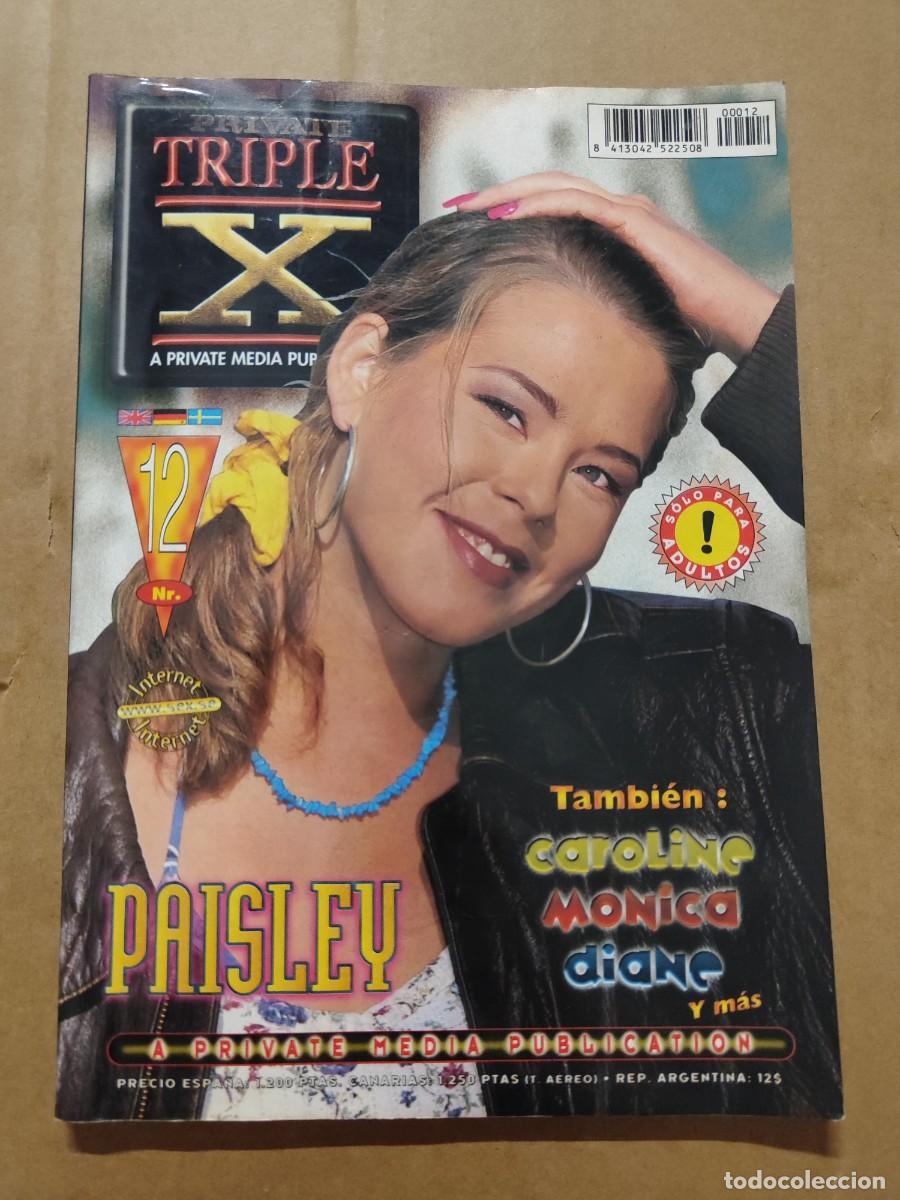 PRIVATE
TRIPLE
X
A PRIVATE MEDIA PUB
00012
8 413042 522508
12
Nr.
SÓLO PARA ADULTOS
!
Internet
www.sex.se
Internet
También :
CAROLINE
MONICA
DIANE
Y más
PAISLEY
A PRIVATE MEDIA PUBLICATION
PRECIO ESPAÑA: 1.200 PTAS. CANARIAS: 1.250 PTAS (T. AEREO) • REP. ARGENTINA: 12$
todocoleccion